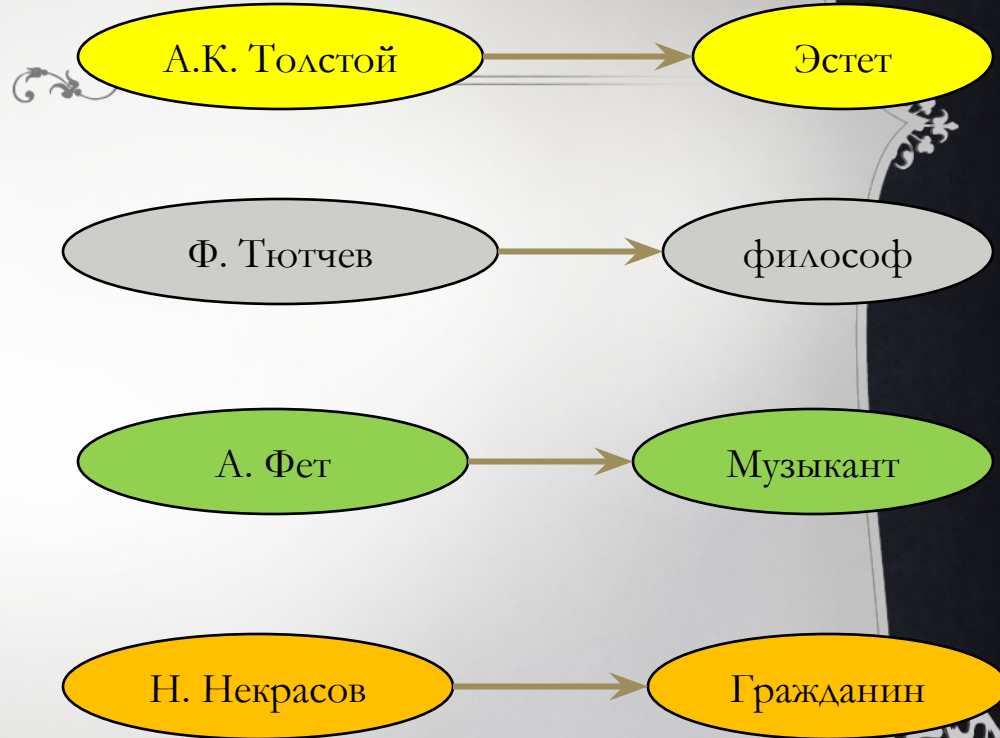 А.К. Толстой Эстет
Ф. Тютчев философ
А. Фет Музыкант
Н. Некрасов Гражданин